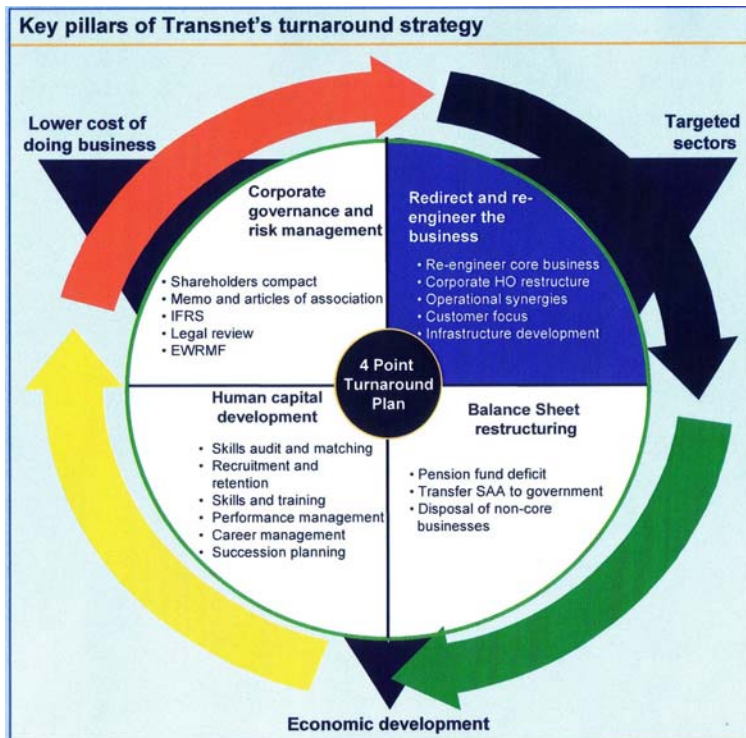 Key pillars of Transnet's turnaround strategy
Lower cost of
doing business
Targeted
sectors
Corporate
governance and
risk management
• Shareholders compact
• Memo and articles of association
• IFRS
• Legal review
• EWRMF
Redirect and re-
engineer the
business
• Re-engineer core business
• Corporate HO restructure
• Operational synergies
• Customer focus
• Infrastructure development
4 Point
Turnaround
Plan
Human capital
development
• Skills audit and matching
• Recruitment and
retention
• Skills and training
• Performance management
• Career management
• Succession planning
Balance Sheet
restructuring
• Pension fund deficit
• Transfer SAA to government
• Disposal of non-core
businesses
Economic development